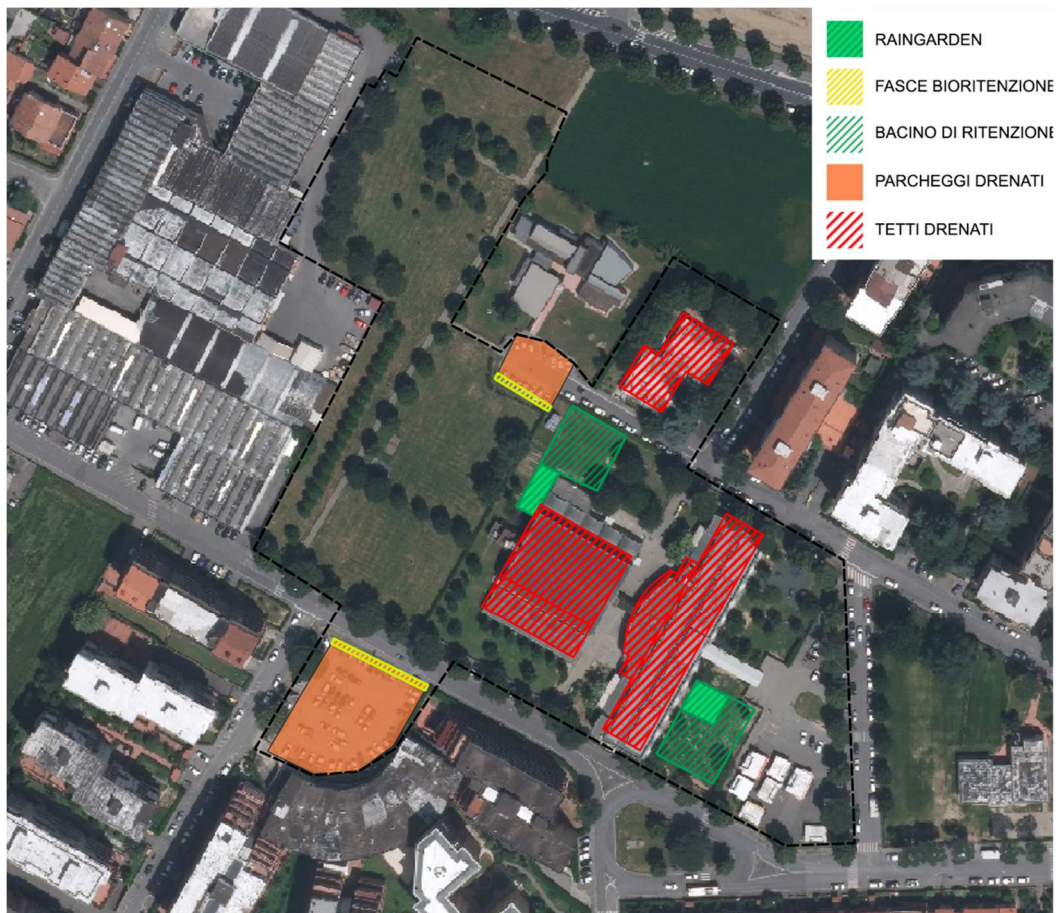 RAINGARDEN
FASCE BIORITENZIONE
BACINO DI RITENZIONE
PARCHEGGI DRENATI
TETTI DRENATI